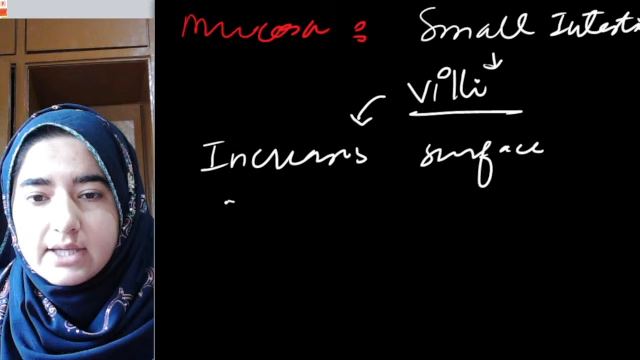 Mucosa : Small Intesti
Villi
Increases surface